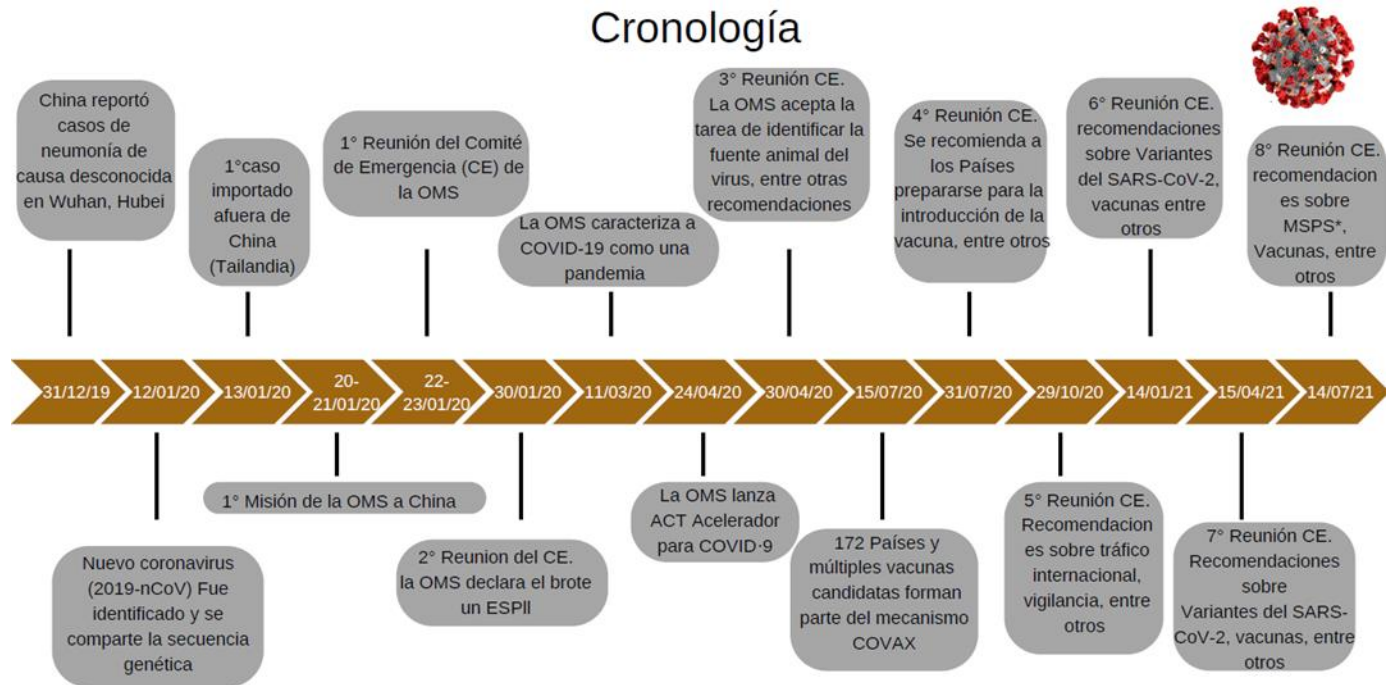 Cronología
China reportó
casos de
neumonía de
causa desconocida
en Wuhan, Hubei
1°caso
importado
afuera de
China
(Tailandia)
1° Reunión del Comité
de Emergencia (CE) de
la OMS
La OMS caracteriza a
COVID-19 como una
pandemia
3° Reunión CE.
La OMS acepta la
tarea de identificar la
fuente animal del
virus, entre otras
recomendaciones
4° Reunión CE.
Se recomienda a
los Países
prepararse para la
introducción de la
vacuna, entre otros
6° Reunión CE.
recomendaciones
sobre Variantes
del SARS-CoV-2,
vacunas entre
otros
8° Reunión CE.
recomendacion
es sobre
MSPS*,
Vacunas, entre
otros
31/12/19
12/01/20
13/01/20
20-
21/01/20
22-
23/01/20
30/01/20
11/03/20
24/04/20
30/04/20
15/07/20
31/07/20
29/10/20
14/01/21
15/04/21
14/07/21
Nuevo coronavirus
(2019-nCoV) Fue
identificado y se
comparte la secuencia
genética
1° Misión de la OMS a China
2° Reunion del CE.
la OMS declara el brote
un ESPll
La OMS lanza
ACT Acelerador
para COVID·9
172 Países y
múltiples vacunas
candidatas forman
parte del mecanismo
COVAX
5° Reunión CE.
Recomendacion
es sobre tráfico
internacional,
vigilancia, entre
otros
7° Reunión CE.
Recomendaciones
sobre
Variantes del SARS-
CoV-2, vacunas, entre
otros